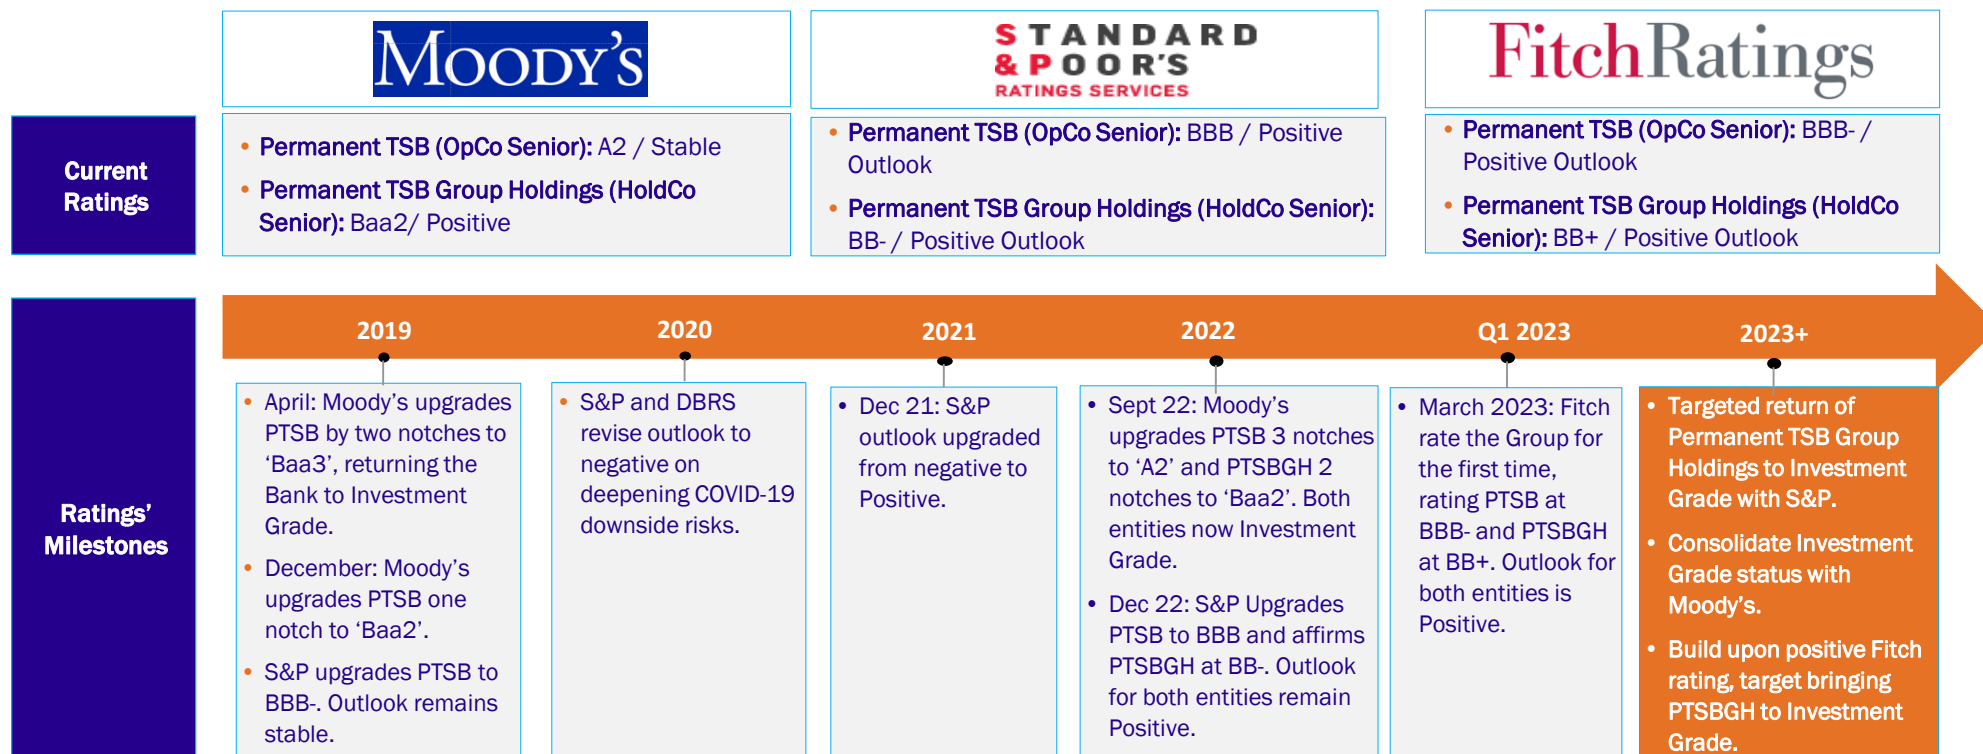 MOODY'S
STANDARD
& POOR'S
RATINGS SERVICES
FitchRatings
Current
Ratings
• Permanent TSB (OpCo Senior): A2 / Stable
• Permanent TSB Group Holdings (HoldCo
Senior): Baa2/ Positive
• Permanent TSB (OpCo Senior): BBB / Positive
Outlook
• Permanent TSB Group Holdings (HoldCo Senior):
BB- / Positive Outlook
• Permanent TSB (OpCo Senior): BBB- /
Positive Outlook
• Permanent TSB Group Holdings (HoldCo
Senior): BB+ / Positive Outlook
Ratings’
Milestones
2019
2020
2021
2022
Q1 2023
2023+
• April: Moody’s upgrades
PTSB by two notches to
‘Baa3’, returning the
Bank to Investment
Grade.
• December: Moody’s
upgrades PTSB one
notch to ‘Baa2’.
• S&P upgrades PTSB to
BBB-. Outlook remains
stable.
• S&P and DBRS
revise outlook to
negative on
deepening COVID-19
downside risks.
• Dec 21: S&P
outlook upgraded
from negative to
Positive.
• Sept 22: Moody’s
upgrades PTSB 3 notches
to ‘A2’ and PTSBGH 2
notches to ‘Baa2’. Both
entities now Investment
Grade.
• Dec 22: S&P Upgrades
PTSB to BBB and affirms
PTSBGH at BB-. Outlook
for both entities remain
Positive.
• March 2023: Fitch
rate the Group for
the first time,
rating PTSB at
BBB- and PTSBGH
at BB+. Outlook for
both entities is
Positive.
• Targeted return of
Permanent TSB Group
Holdings to Investment
Grade with S&P.
• Consolidate Investment
Grade status with
Moody’s.
• Build upon positive Fitch
rating, target bringing
PTSBGH to Investment
Grade.